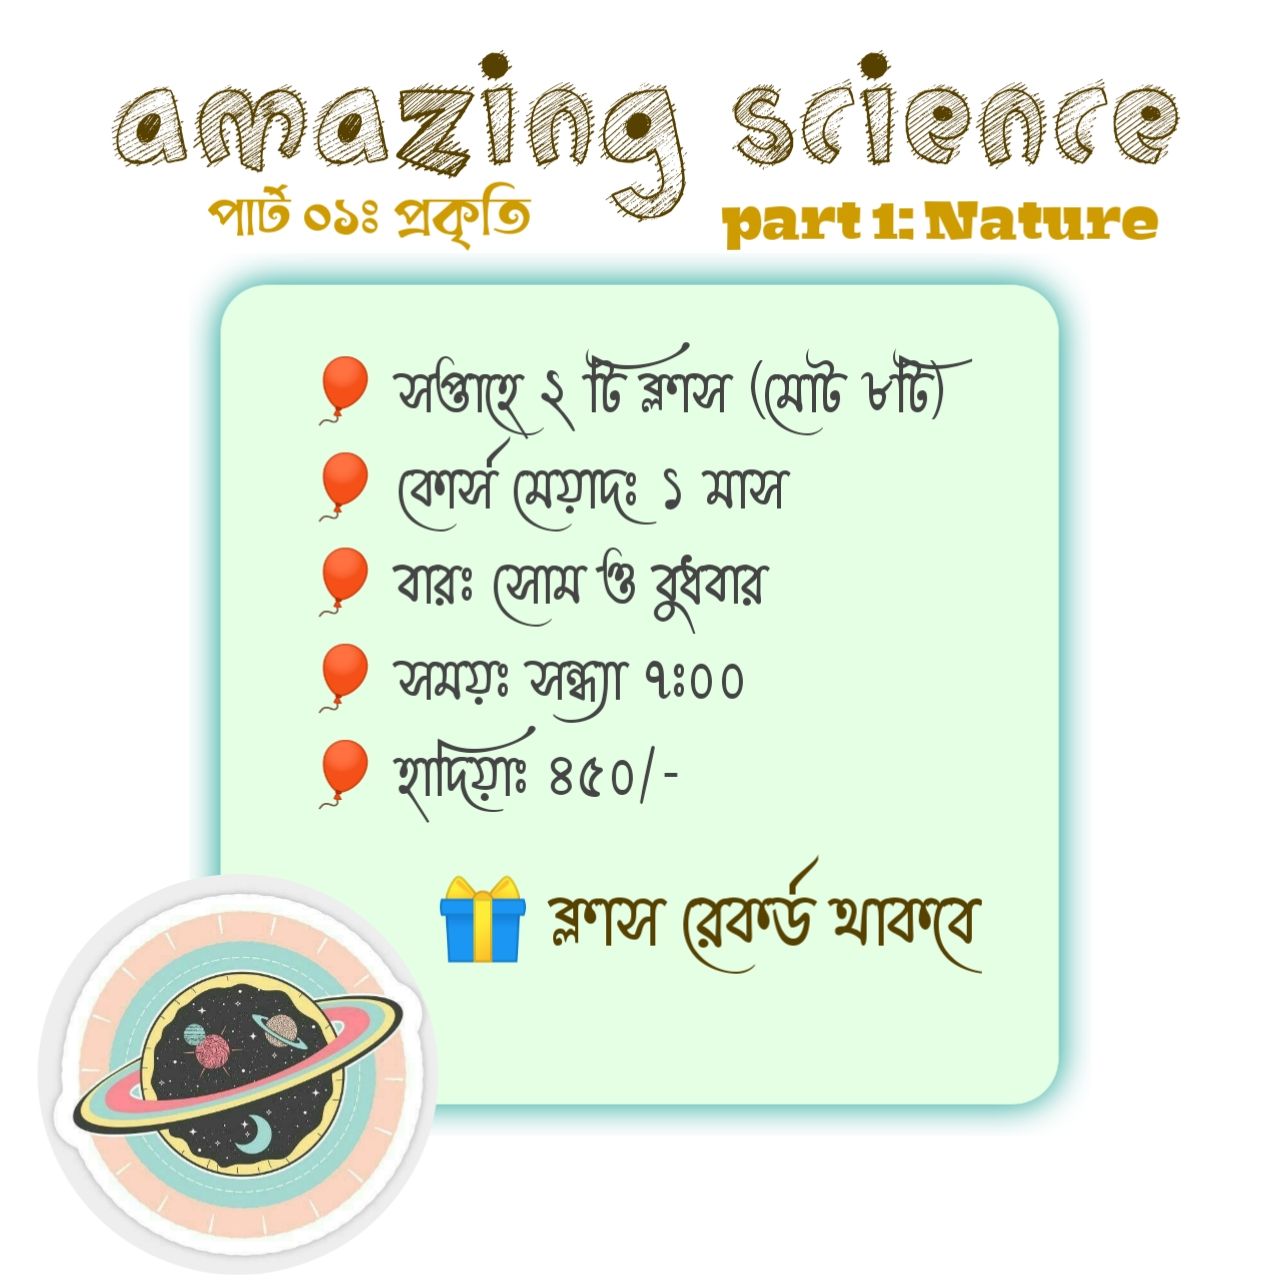 amazing science
পার্ট ০১ঃ প্রকৃতি part 1: Nature
সপ্তাহে ২ টি ক্লাস (মোট ৮টি)
কোর্স মেয়াদঃ ১ মাস
বারঃ সোম ও বুধবার
সময়ঃ সন্ধ্যা ৭ঃ০০
হাদিয়াঃ ৪৫০/-
ক্লাস রেকর্ড থাকবে